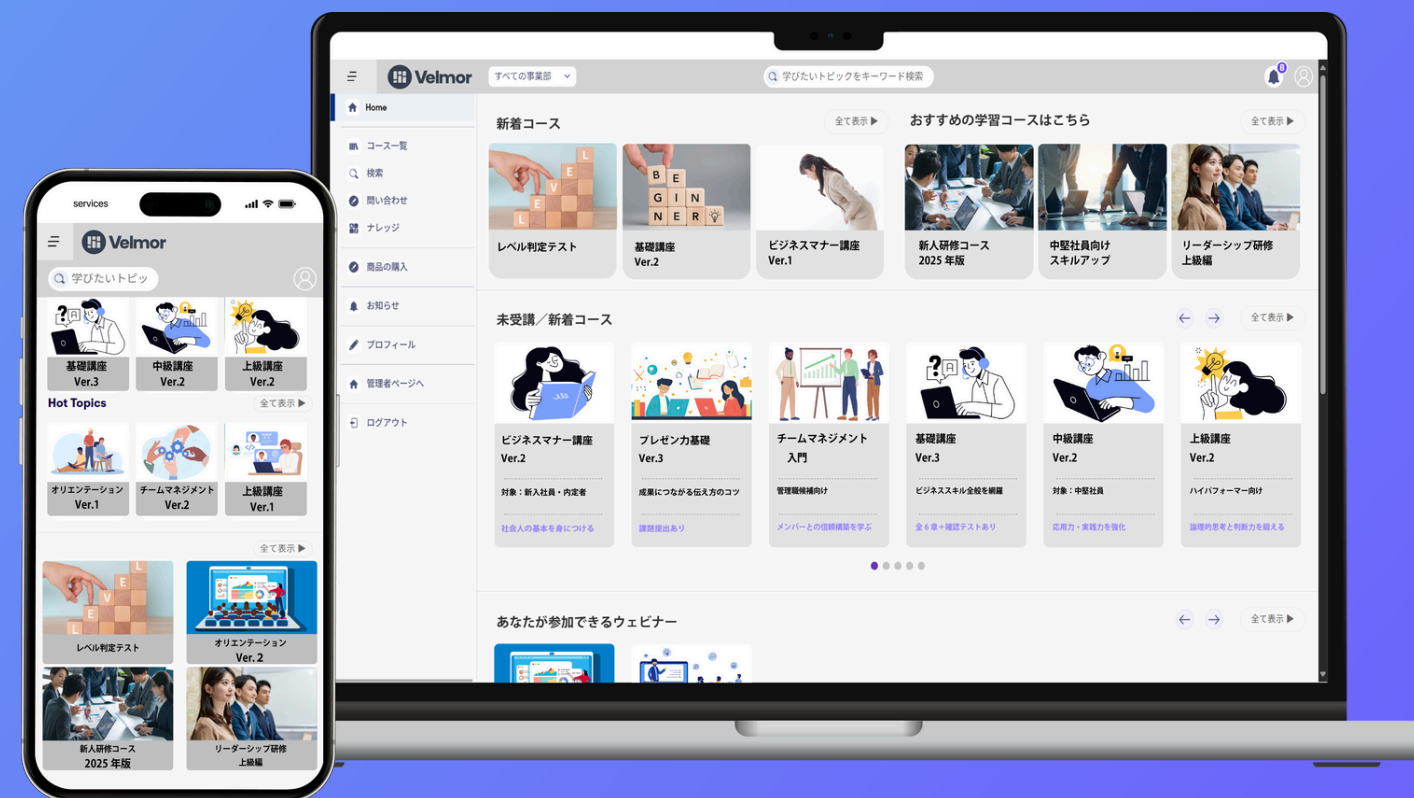 Velmor
すべての事業部
学びたいトピックをキーワード検索
8
Home
コース一覧
検索
問い合わせ
ナレッジ
商品の購入
お知らせ
プロフィール
管理者ページへ
ログアウト
新着コース
全て表示▶
L E V E L
レベル判定テスト
BE
GIN
NER
基礎講座
Ver.2
ビジネスマナー講座
Ver.1
おすすめの学習コースはこちら
全て表示▶
新人研修コース
2025 年版
中堅社員向け
スキルアップ
リーダーシップ研修
上級編
未受講／新着コース
← →
全て表示▶
ビジネスマナー講座
Ver.2
対象：新入社員・内定者
社会人の基本を身につける
プレゼン力基礎
Ver.3
成果につながる伝え方のコツ
課題提出あり
チームマネジメント
入門
管理職候補向け
メンバーとの信頼構築を学ぶ
基礎講座
Ver.3
ビジネススキル全般を網羅
全6章＋確認テストあり
中級講座
Ver.2
対象：中堅社員
応用力・実践力を強化
上級講座
Ver.2
ハイパフォーマー向け
論理的思考と判断力を鍛える
あなたが参加できるウェビナー
← →
全て表示▶
services
Velmor
学びたいトピッ
基礎講座
Ver.3
中級講座
Ver.2
上級講座
Ver.2
Hot Topics
全て表示▶
オリエンテーション
Ver.1
チームマネジメント
Ver.2
上級講座
Ver.1
全て表示▶
L E V E L
レベル判定テスト
オリエンテーション
Ver. 2
新人研修コース
2025 年版
リーダーシップ研修
上級編